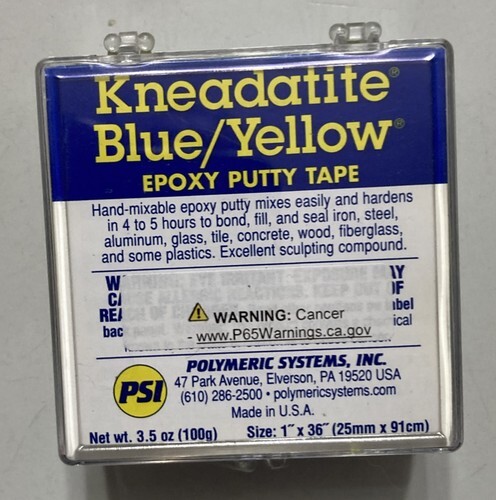 Kneadatite®
Blue/Yellow®
EPOXY PUTTY TAPE
Hand-mixable epoxy putty mixes easily and hardens
in 4 to 5 hours to bond, fill, and seal iron, steel,
aluminum, glass, tile, concrete, wood, fiberglass,
and some plastics. Excellent sculpting compound.
WARNING: Cancer
- www.P65Warnings.ca.gov
PSI
POLYMERIC SYSTEMS, INC.
47 Park Avenue, Elverson, PA 19520 USA
(610) 286-2500 • polymericsystems.com
Made in U.S.A.
Net wt. 3.5 oz (100g) Size: 1" x 36" (25mm x 91cm)